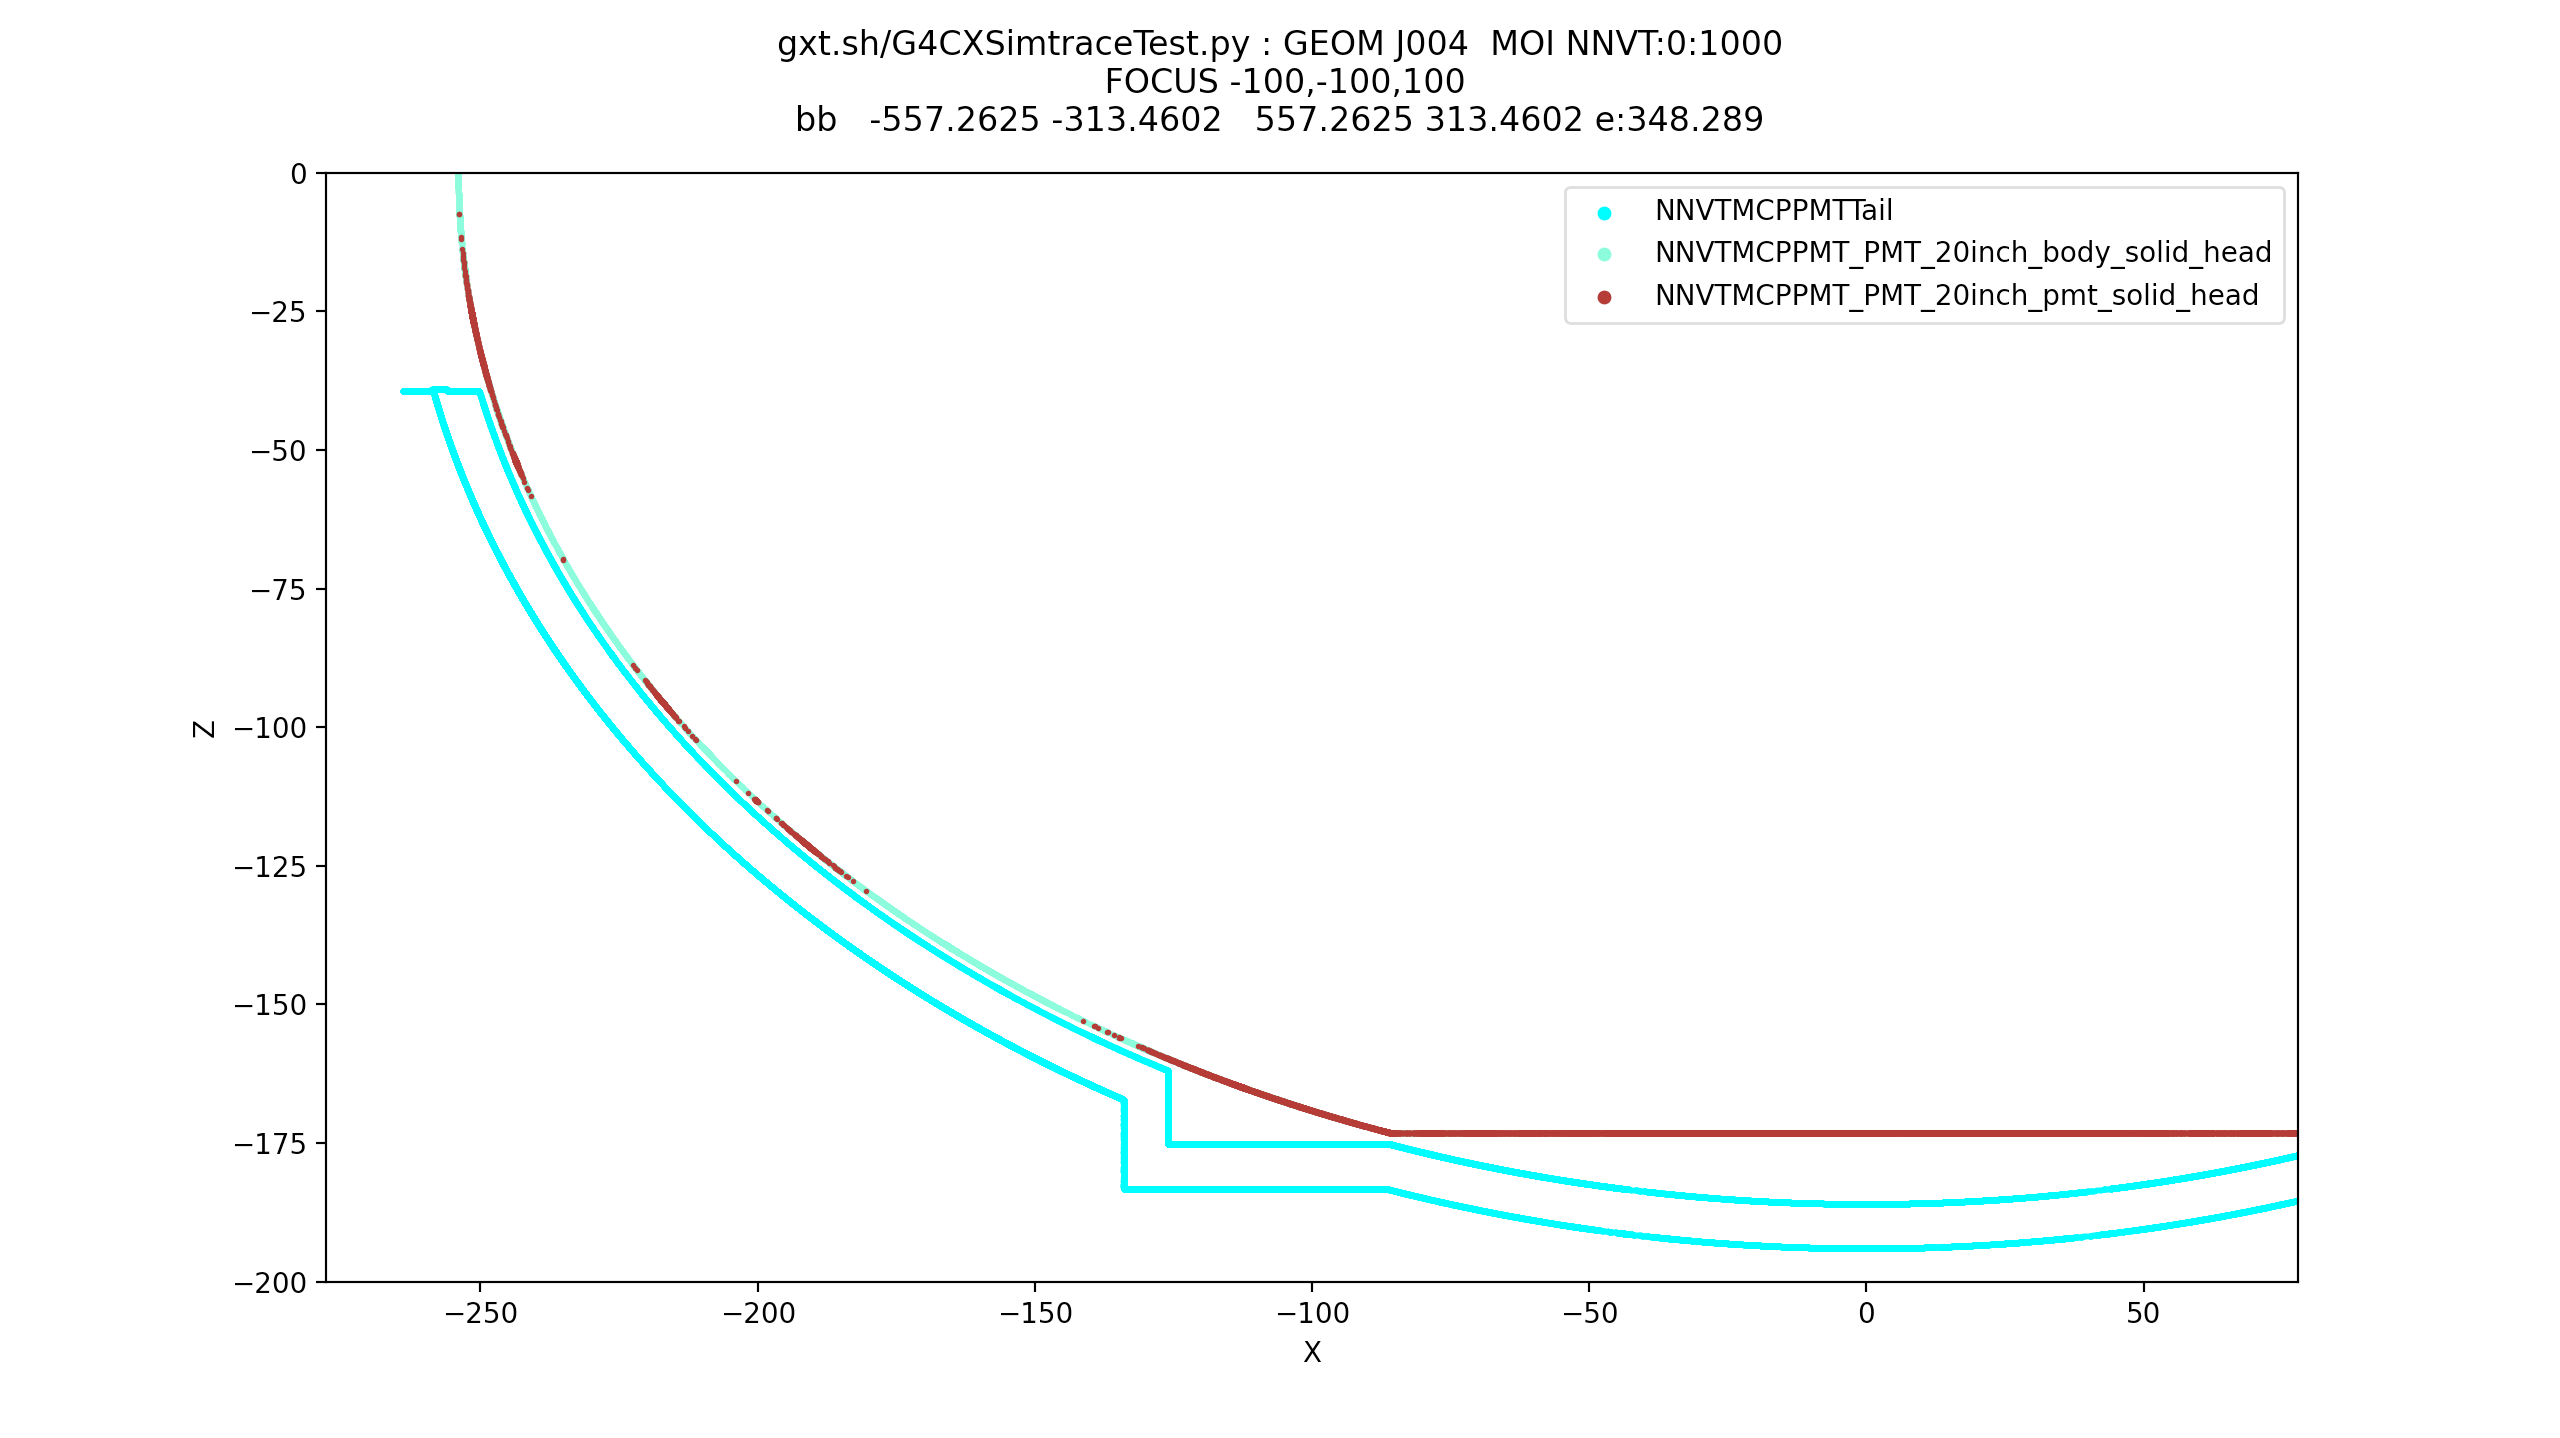 gxt.sh/G4CXSimtraceTest.py : GEOM J004  MOI NNVT:0:1000
FOCUS -100,-100,100
bb   -557.2625 -313.4602   557.2625 313.4602 e:348.289
NNVTMCPPMTTail
NNVTMCPPMT_PMT_20inch_body_solid_head
NNVTMCPPMT_PMT_20inch_pmt_solid_head
0
−25
−50
−75
−100
−125
−150
−175
−200
Z
−250 −200 −150 −100 −50 0 50
X